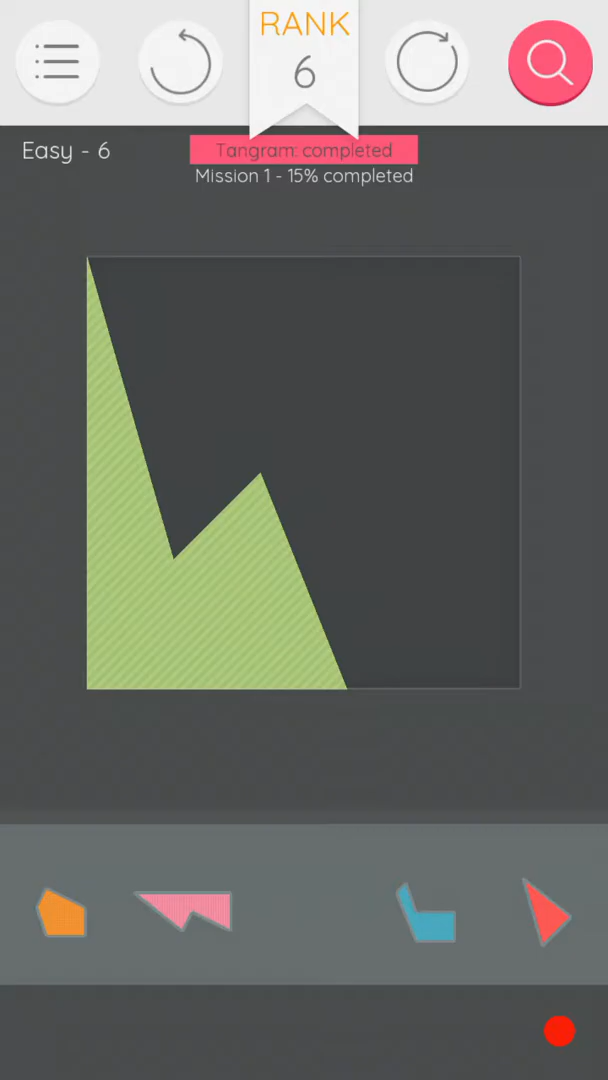 RANK
6
Easy - 6
Tangram: completed
Mission 1 - 15% completed